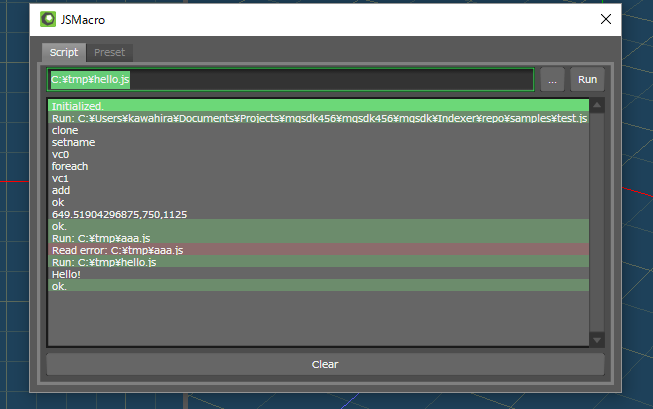 JSMacro
Script Preset
C:¥tmp¥hello.js ... Run
Initialized.
Run: C:¥Users¥kawahira¥Documents¥Projects¥mqsdk456¥mqsdk456¥mqsdk¥Indexer¥repo¥samples¥test.js
clone
setname
vc0
foreach
vc1
add
ok
649.51904296875,750,1125
ok.
Run: C:¥tmp¥aaa.js
Read error: C:¥tmp¥aaa.js
Run: C:¥tmp¥hello.js
Hello!
ok.
Clear